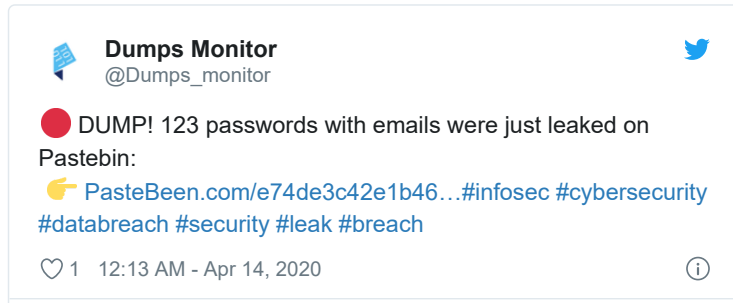 Dumps Monitor
@Dumps_monitor
🔴 DUMP! 123 passwords with emails were just leaked on
Pastebin:
👉 PasteBeen.com/e74de3c42e1b46…#infosec #cybersecurity
#databreach #security #leak #breach
1 12:13 AM - Apr 14, 2020